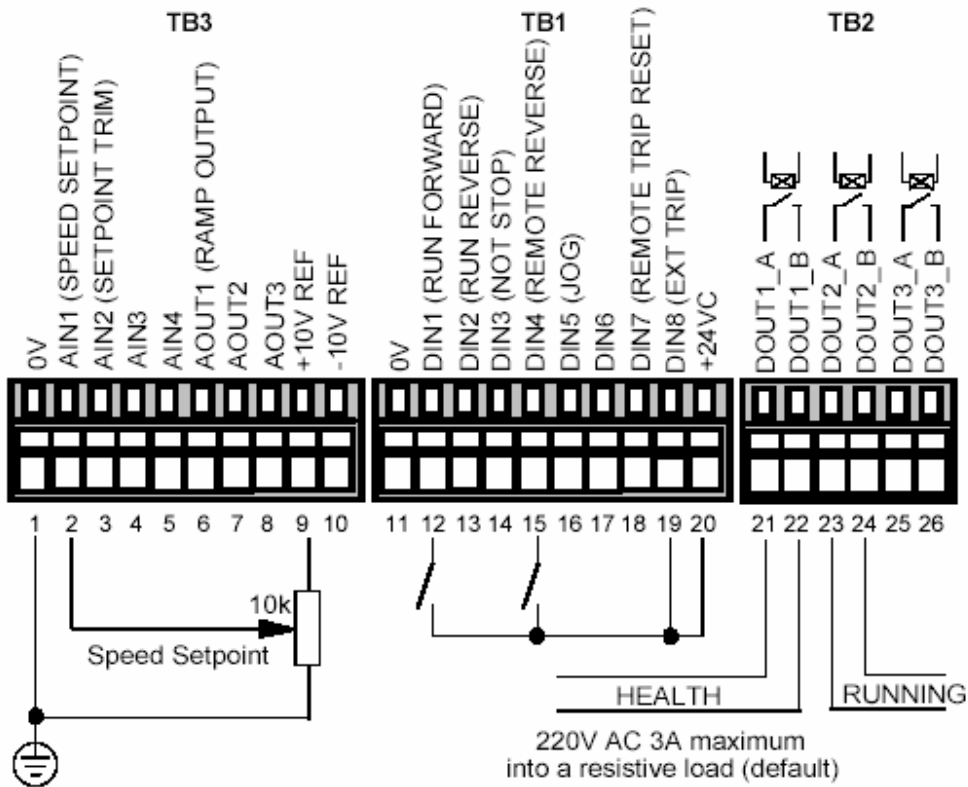 TB3
TB1
TB2
0V
AIN1 (SPEED SETPOINT)
AIN2 (SETPOINT TRIM)
AIN3
AIN4
AOUT1 (RAMP OUTPUT)
AOUT2
AOUT3
+10V REF
-10V REF
0V
DIN1 (RUN FORWARD)
DIN2 (RUN REVERSE)
DIN3 (NOT STOP)
DIN4 (REMOTE REVERSE)
DIN5 (JOG)
DIN6
DIN7 (REMOTE TRIP RESET)
DIN8 (EXT TRIP)
+24VC
DOUT1_A
DOUT1_B
DOUT2_A
DOUT2_B
DOUT3_A
DOUT3_B
1 2 3 4 5 6 7 8 9 10
11 12 13 14 15 16 17 18 19 20
21 22 23 24 25 26
10k
Speed Setpoint
HEALTH
RUNNING
220V AC 3A maximum
into a resistive load (default)